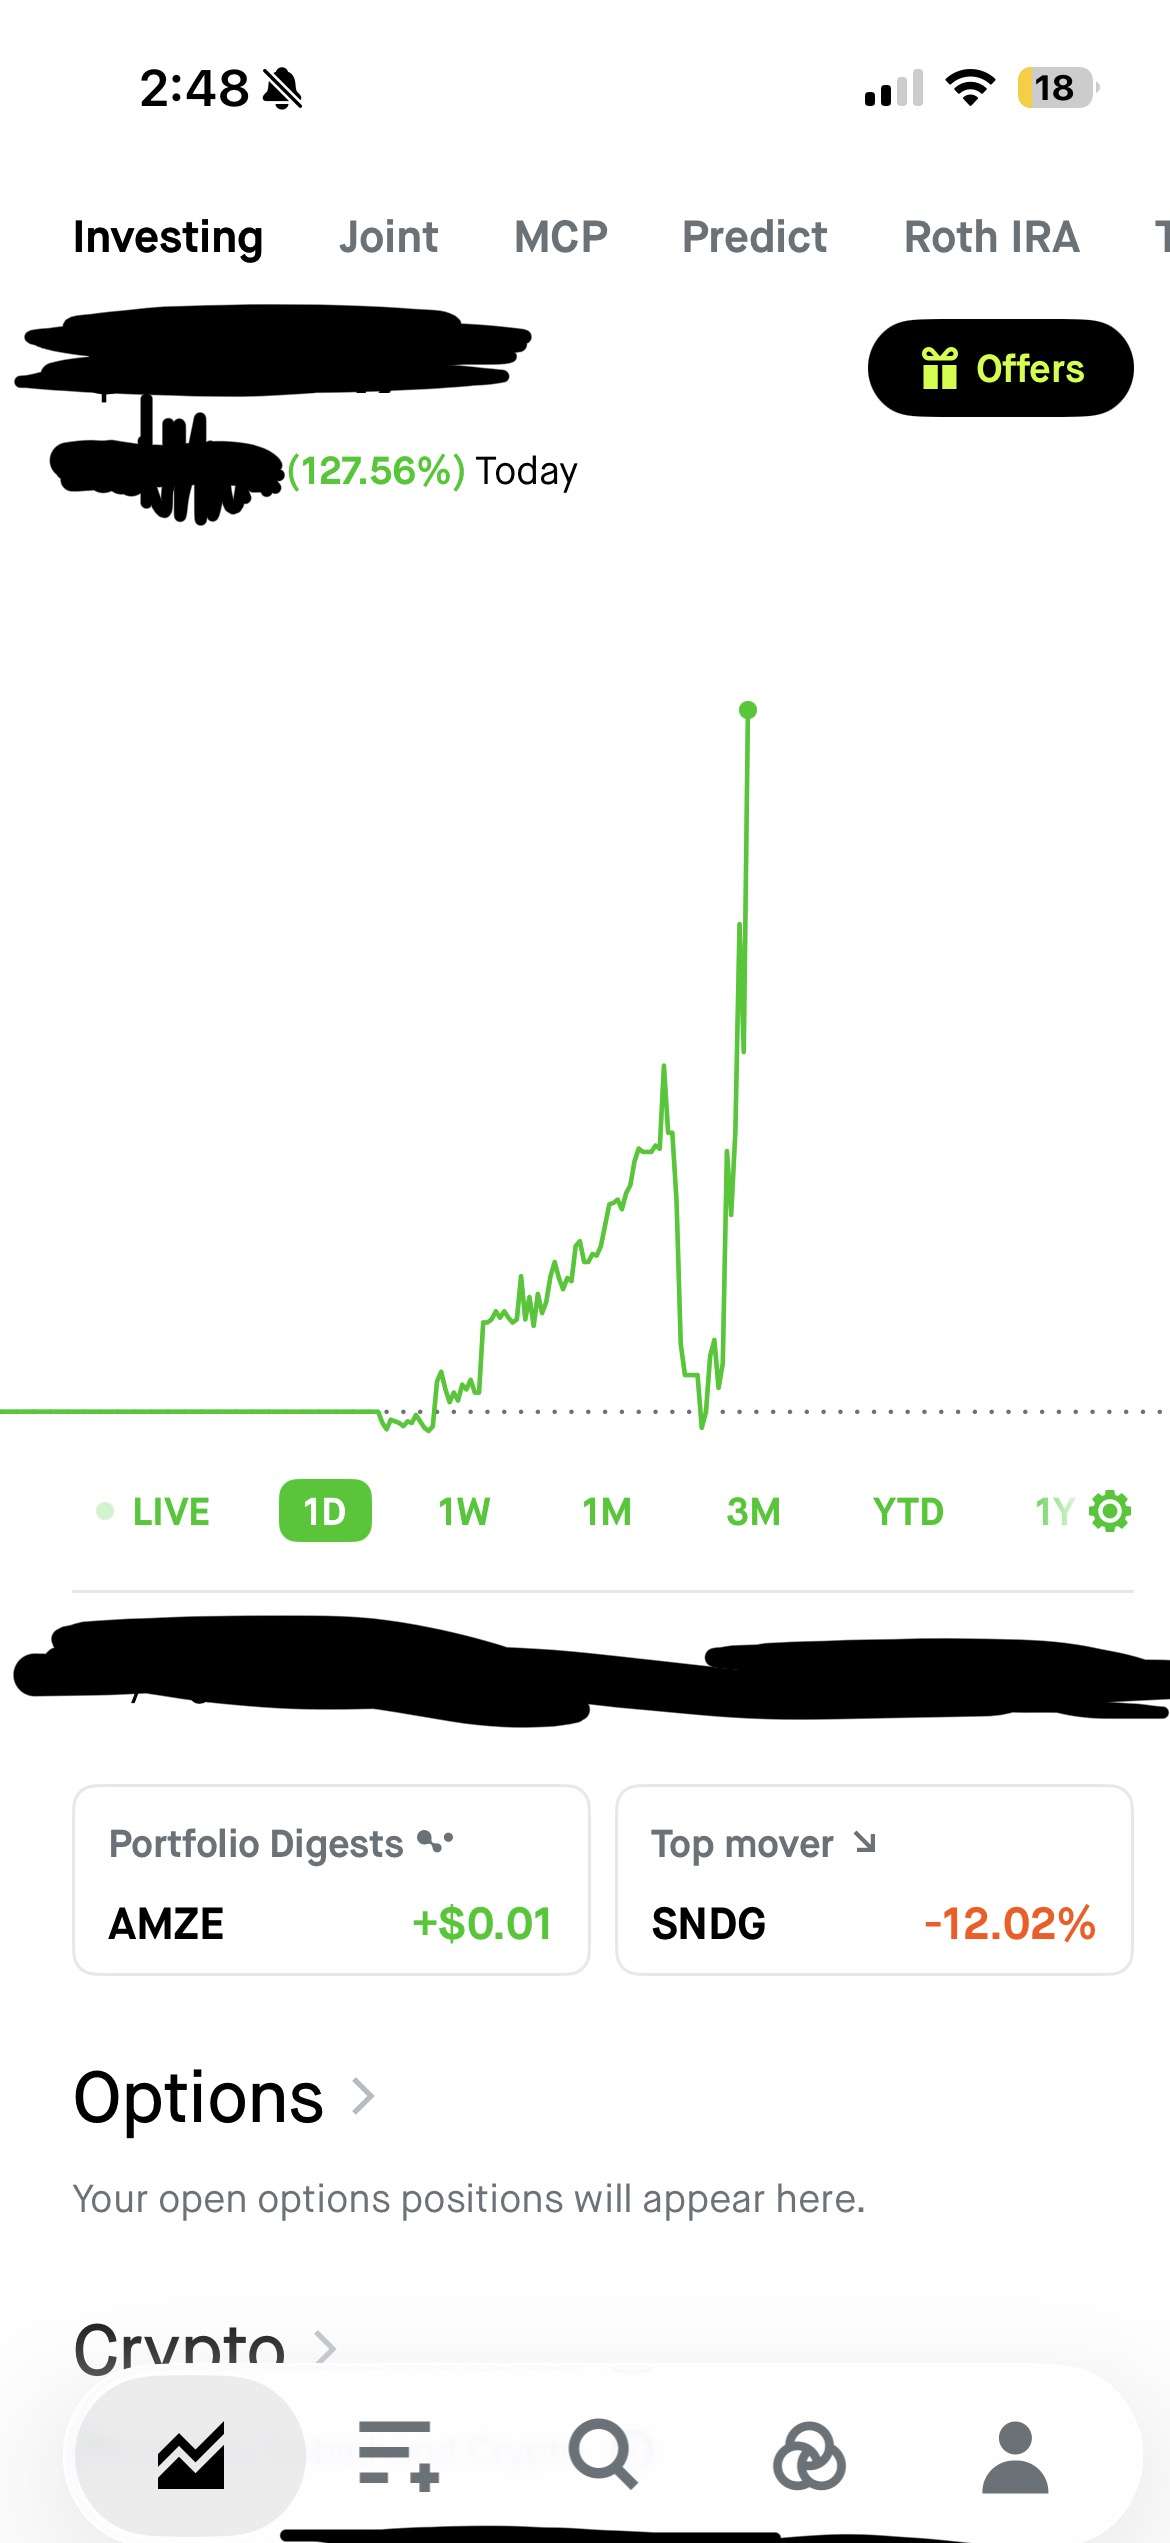 2:48 18
Investing Joint MCP Predict Roth IRA
Offers
(127.56%) Today
LIVE 1D 1W 1M 3M YTD 1Y
Portfolio Digests Top mover
AMZE +$0.01 SNDG -12.02%
Options
Your open options positions will appear here.
Crypto